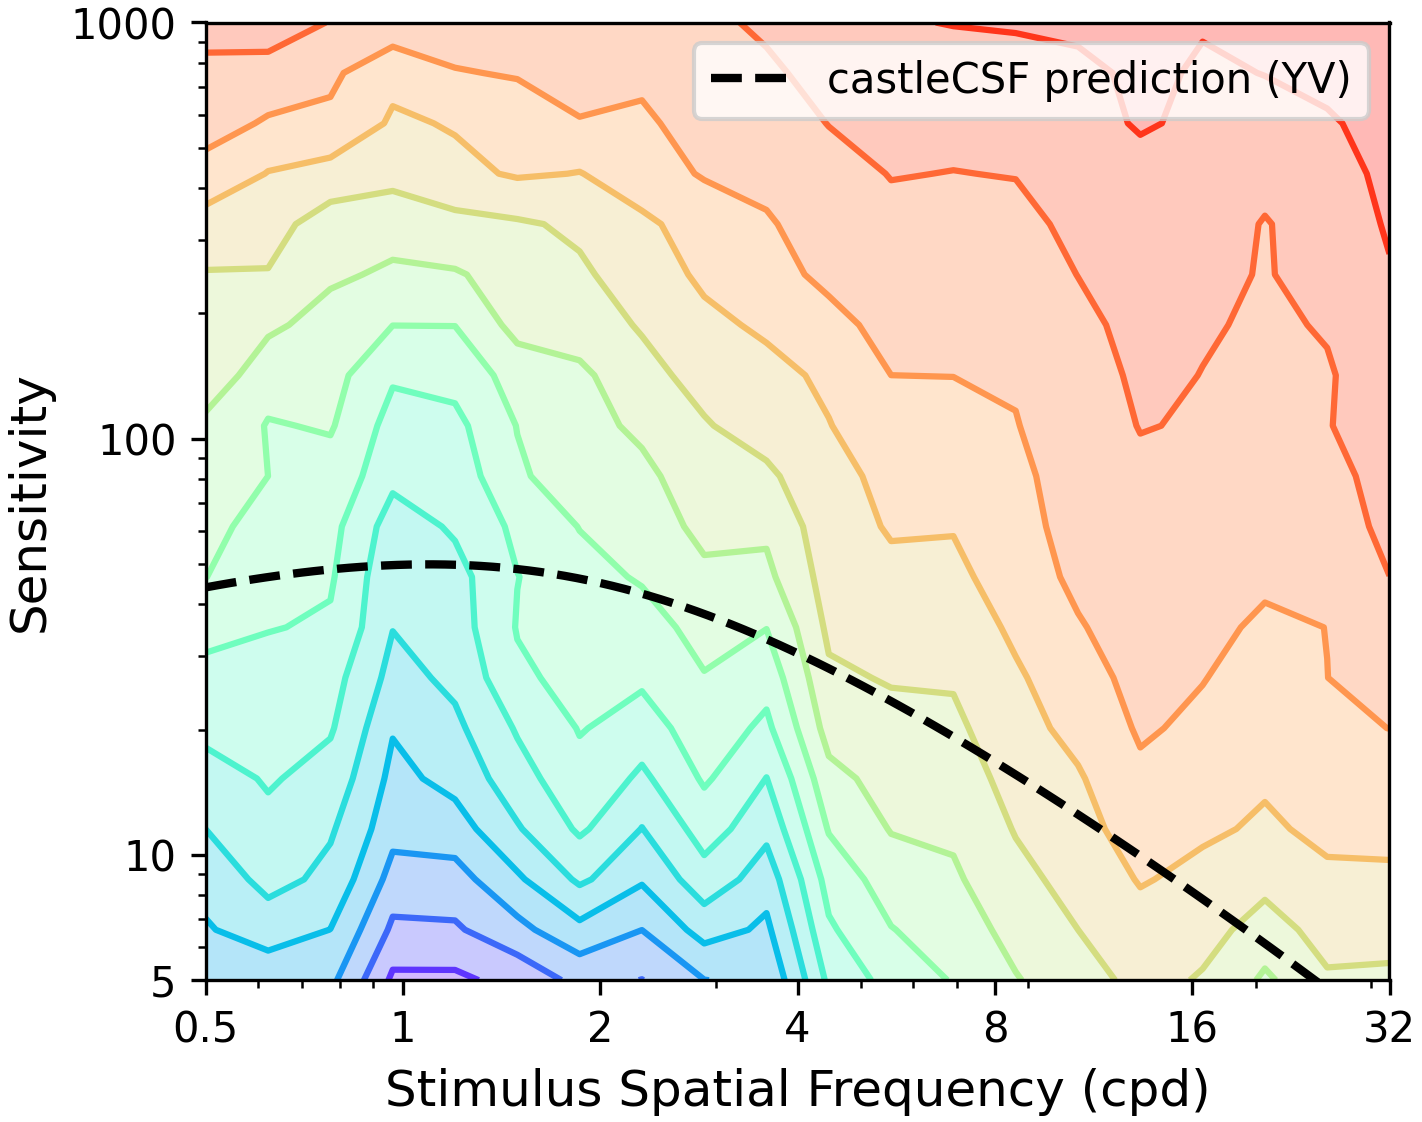 1000
100
10
5
Sensitivity
castleCSF prediction (YV)
0.5 1 2 4 8 16 32
Stimulus Spatial Frequency (cpd)